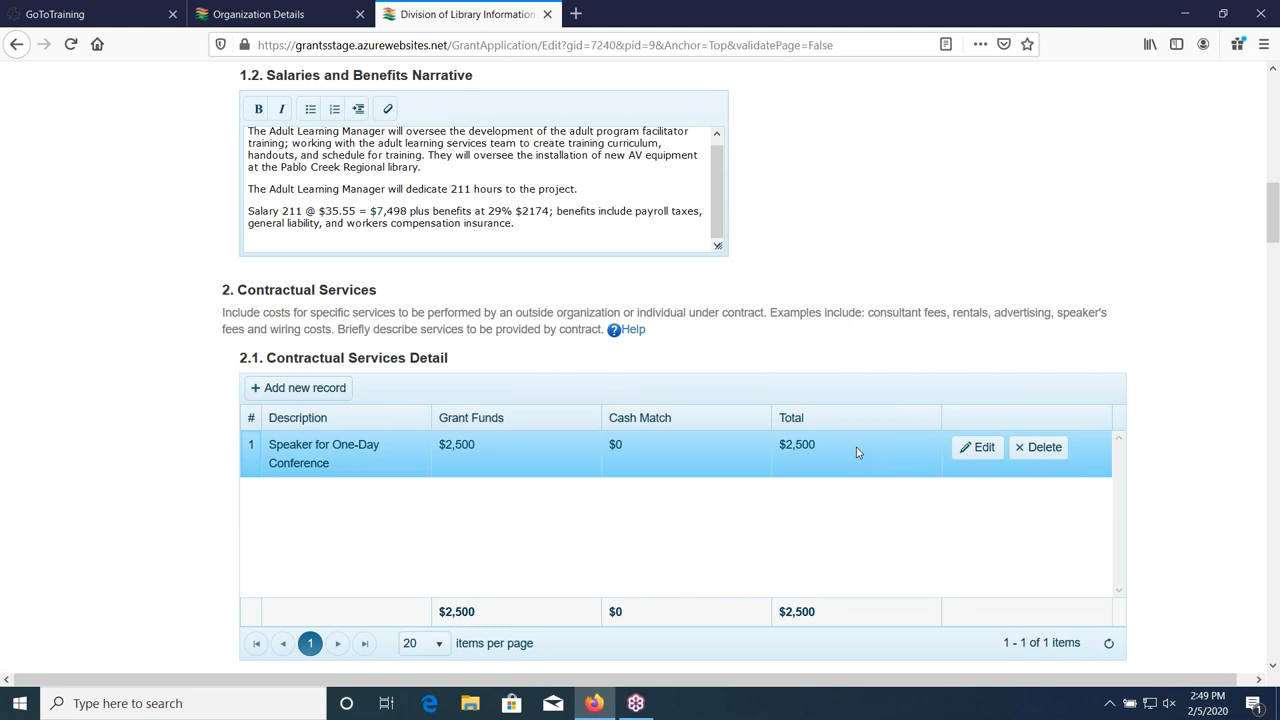 GoToTraining
Organization Details
Division of Library Information
https://grantsstage.azurewebsites.net/GrantApplication/Edit?gid=7240&pid=9&Anchor=Top&validatePage=False
1.2. Salaries and Benefits Narrative
B I
The Adult Learning Manager will oversee the development of the adult program facilitator
training; working with the adult learning services team to create training curriculum,
handouts, and schedule for training. They will oversee the installation of new AV equipment
at the Pablo Creek Regional library.
The Adult Learning Manager will dedicate 211 hours to the project.
Salary 211 @ $35.55 = $7,498 plus benefits at 29% $2174; benefits include payroll taxes,
general liability, and workers compensation insurance.
2. Contractual Services
Include costs for specific services to be performed by an outside organization or individual under contract. Examples include: consultant fees, rentals, advertising, speaker's
fees and wiring costs. Briefly describe services to be provided by contract. ?Help
2.1. Contractual Services Detail
+ Add new record
# Description Grant Funds Cash Match Total
1 Speaker for One-Day $2,500 $0 $2,500 Edit × Delete
Conference
$2,500 $0 $2,500
1 20 items per page 1 - 1 of 1 items
Type here to search
2:49 PM
2/5/2020
1